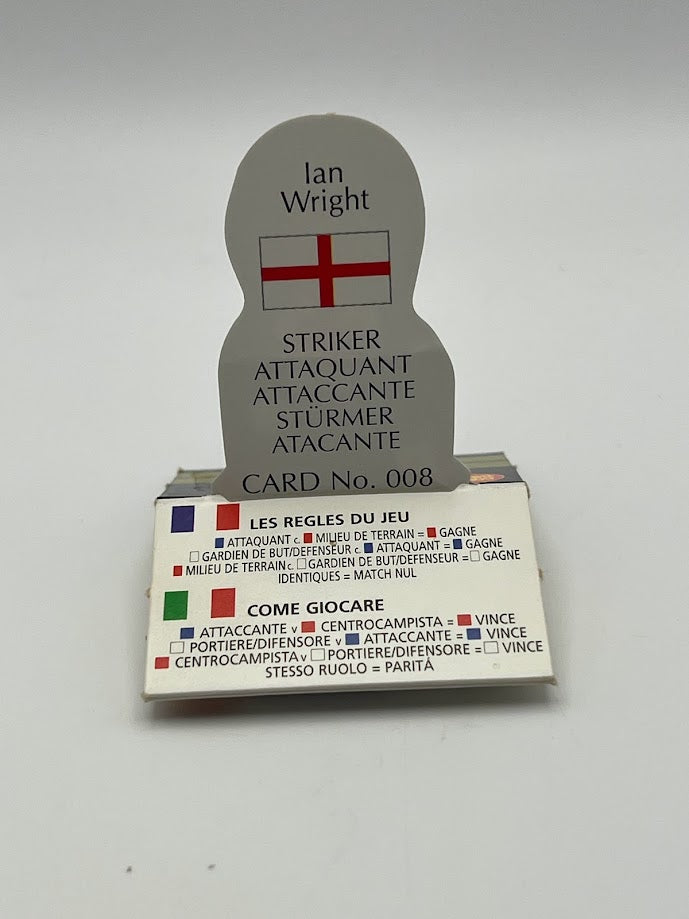 Ian
Wright
STRIKER
ATTAQUANT
ATTACCANTE
STÜRMER
ATACANTE
CARD No. 008
LES REGLES DU JEU
ATTAQUANT c. MILIEU DE TERRAIN = GAGNE
GARDIEN DE BUT/DEFENSEUR c. ATTAQUANT = GAGNE
MILIEU DE TERRAIN c. GARDIEN DE BUT/DEFENSEUR = GAGNE
IDENTIQUES = MATCH NUL
COME GIOCARE
ATTACCANTE v CENTROCAMPISTA = VINCE
PORTIERE/DIFENSORE v ATTACCANTE = VINCE
CENTROCAMPISTA v PORTIERE/DIFENSORE = VINCE
STESSO RUOLO = PARITÁ